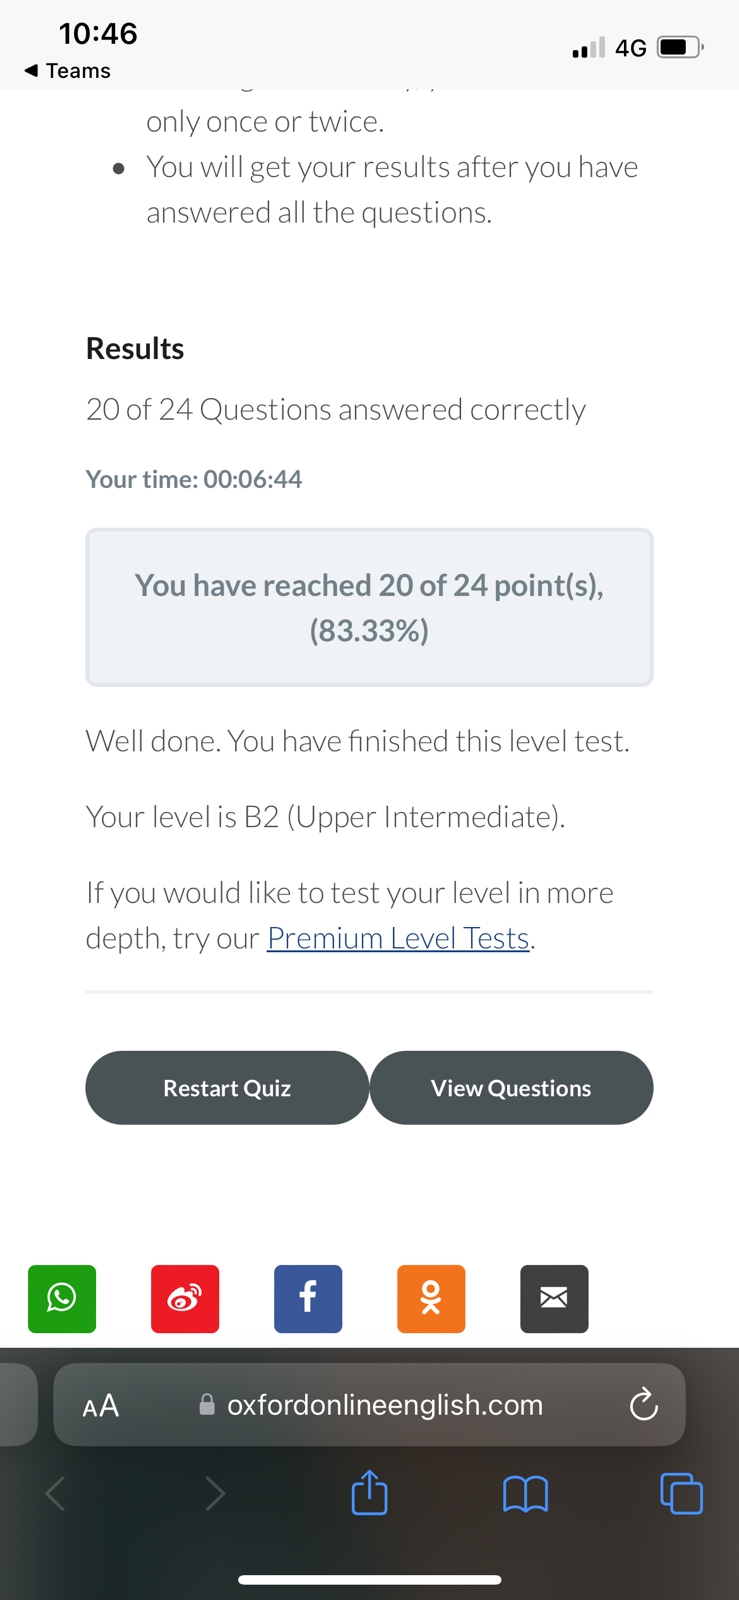 10:46
4G
◀ Teams
only once or twice.
• You will get your results after you have
answered all the questions.
Results
20 of 24 Questions answered correctly
Your time: 00:06:44
You have reached 20 of 24 point(s),
(83.33%)
Well done. You have finished this level test.
Your level is B2 (Upper Intermediate).
If you would like to test your level in more
depth, try our Premium Level Tests.
Restart Quiz
View Questions
AA
oxfordonlineenglish.com